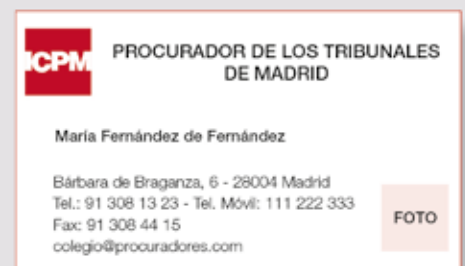 ICPM
PROCURADOR DE LOS TRIBUNALES
DE MADRID
María Fernández de Fernández
Bárbara de Braganza, 6 - 28004 Madrid
Tel.: 91 308 13 23 - Tel. Móvil: 111 222 333
Fax: 91 308 44 15
colegio@procuradores.com
FOTO